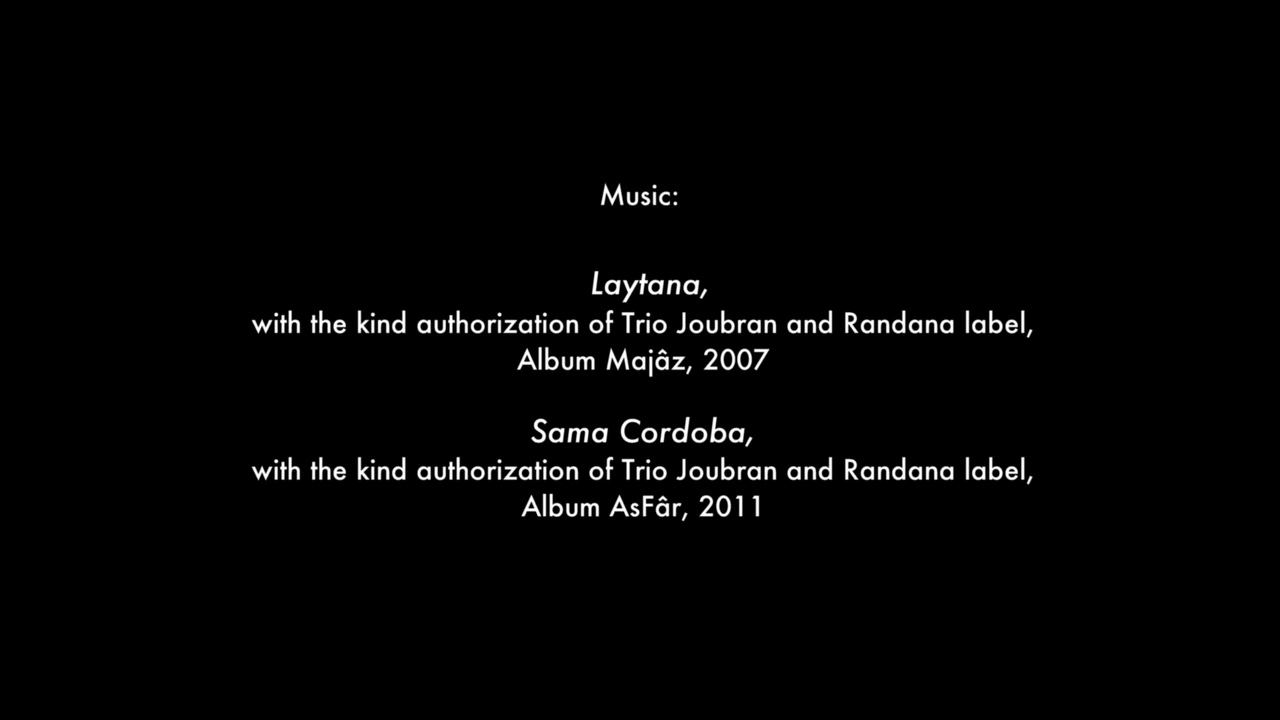 Music:
Laytana,
with the kind authorization of Trio Joubran and Randana label,
Album Majâz, 2007
Sama Cordoba,
with the kind authorization of Trio Joubran and Randana label,
Album AsFâr, 2011